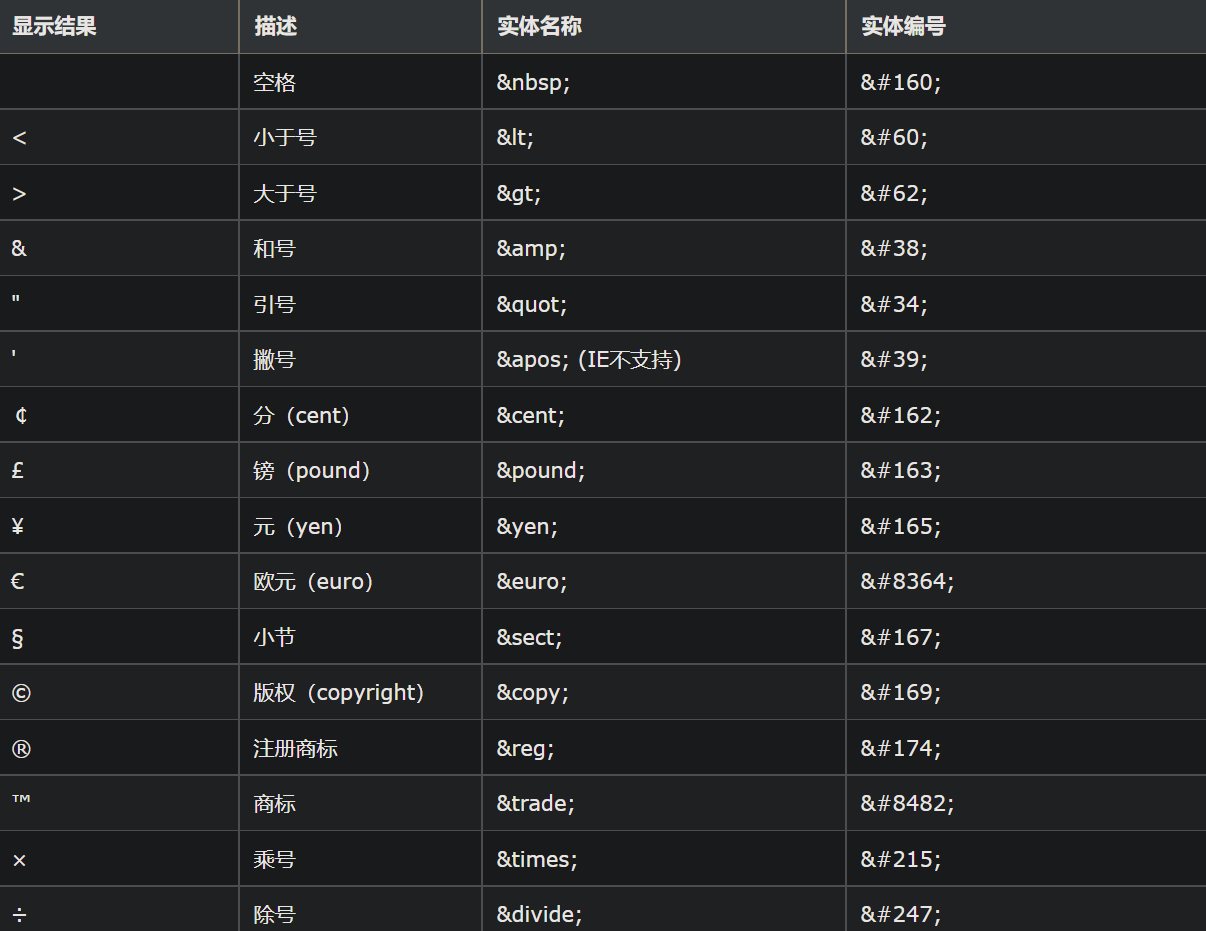 显示结果 描述 实体名称 实体编号
空格 &nbsp; &#160;
< 小于号 &lt; &#60;
> 大于号 &gt; &#62;
& 和号 &amp; &#38;
" 引号 &quot; &#34;
' 撇号 &apos; (IE不支持) &#39;
¢ 分（cent） &cent; &#162;
£ 镑（pound） &pound; &#163;
¥ 元（yen） &yen; &#165;
€ 欧元（euro） &euro; &#8364;
§ 小节 &sect; &#167;
© 版权（copyright） &copy; &#169;
® 注册商标 &reg; &#174;
™ 商标 &trade; &#8482;
× 乘号 &times; &#215;
÷ 除号 &divide; &#247;